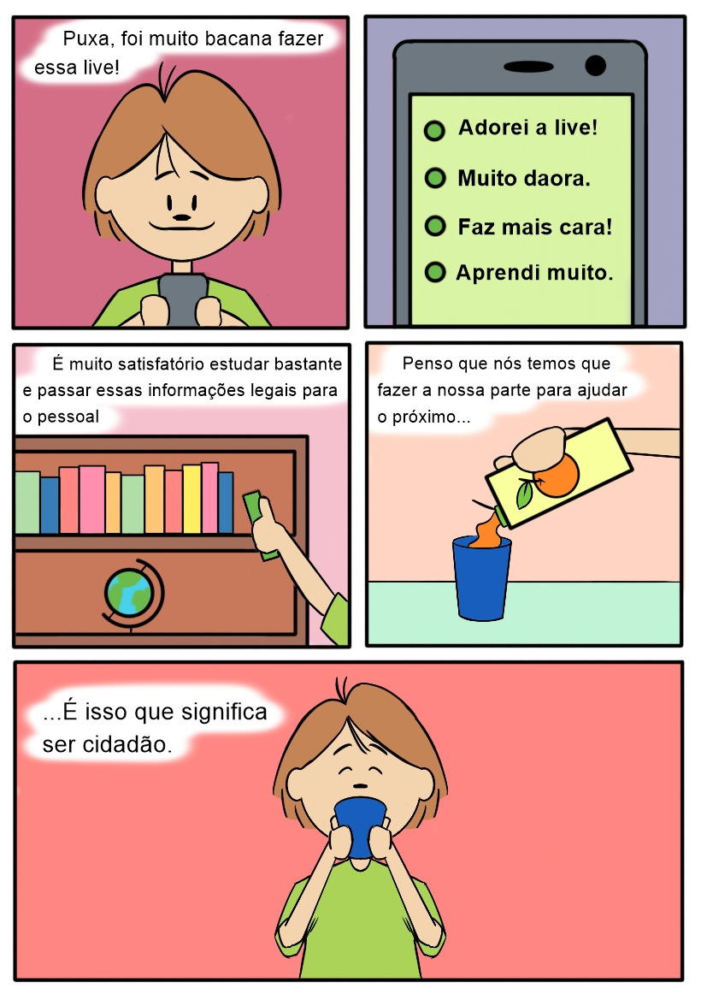 Puxa, foi muito bacana fazer
essa live!
Adorei a live!
Muito daora.
Faz mais cara!
Aprendi muito.
É muito satisfatório estudar bastante
e passar essas informações legais para
o pessoal
Penso que nós temos que
fazer a nossa parte para ajudar
o próximo...
...É isso que significa
ser cidadão.